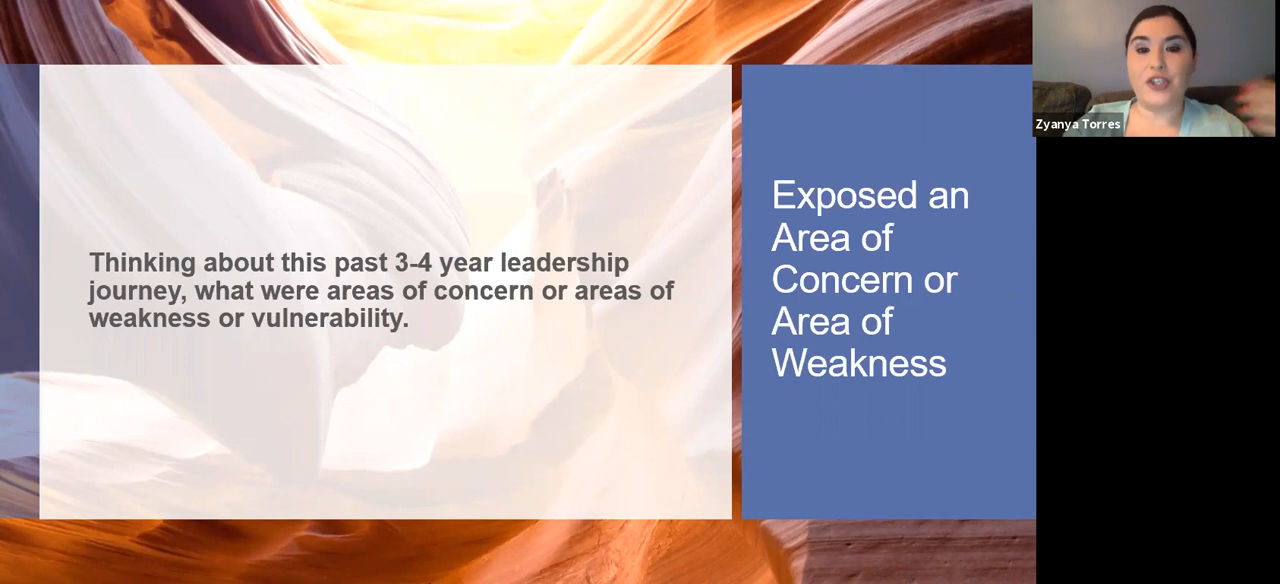 Thinking about this past 3-4 year leadership
journey, what were areas of concern or areas of
weakness or vulnerability.
Exposed an
Area of
Concern or
Area of
Weakness
Zyanya Torres